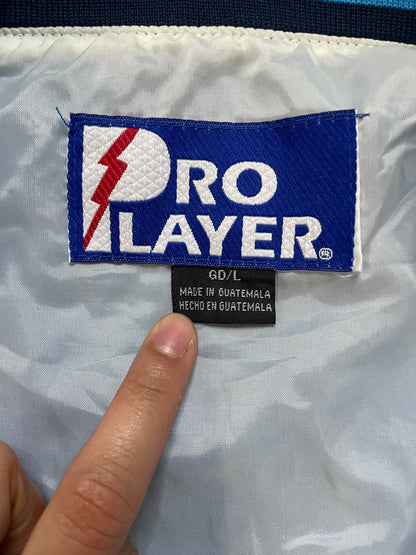 PRO
PLAYER®
GD/L
MADE IN GUATEMALA
HECHO EN GUATEMALA